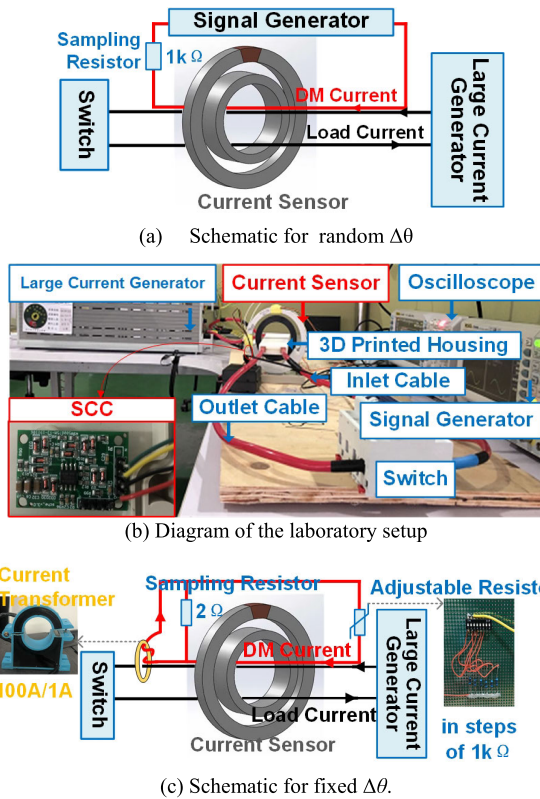 Signal Generator
Sampling
Resistor
1k Ω
DM Current
Load Current
Switch
Large Current
Generator
Current Sensor
(a) Schematic for random Δθ
Large Current Generator
Current Sensor
Oscilloscope
3D Printed Housing
Inlet Cable
SCC
Outlet Cable
Signal Generator
Switch
(b) Diagram of the laboratory setup
Current
Transformer
Sampling Resistor
Adjustable Resisto
2 Ω
DM Current
100A/1A
Switch
Load Current
Large Current
Generator
Current Sensor
in steps
of 1k Ω
(c) Schematic for fixed Δθ.